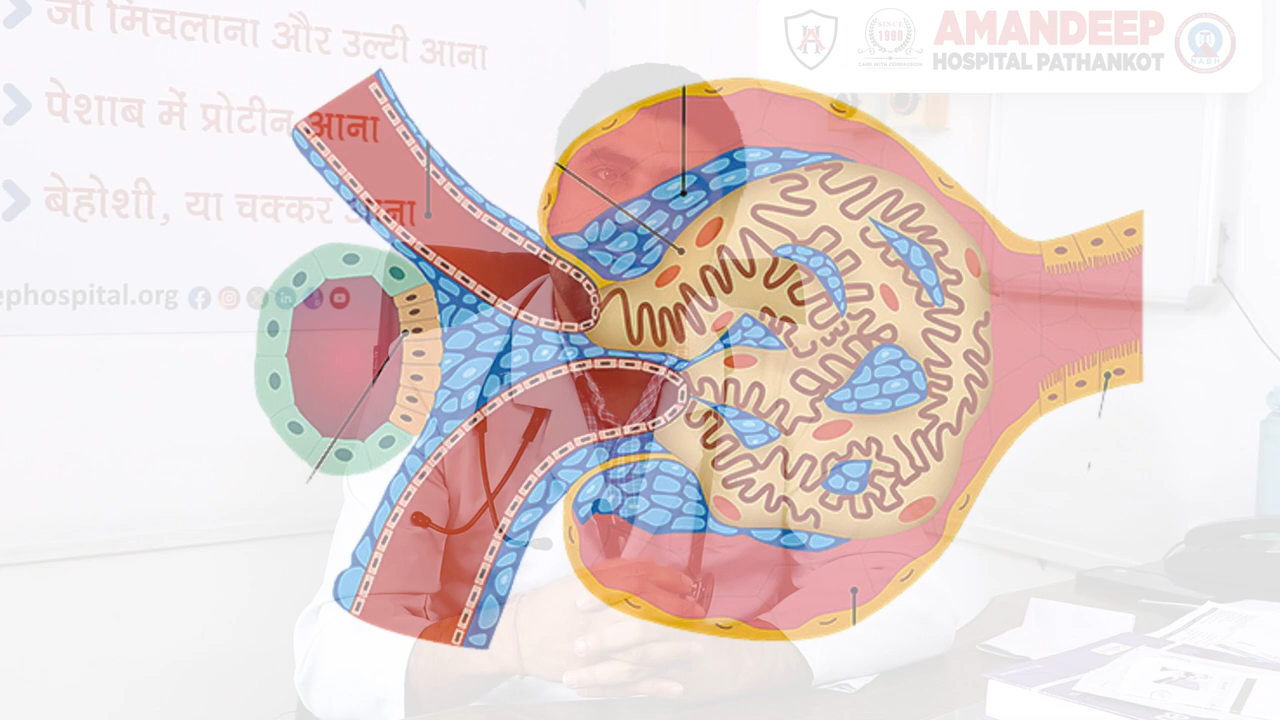 जी मिचलाना और उल्टी आना
पेशाब में प्रोटीन आना
बेहोशी, या चक्कर आना
ephospital.org
SINCE
1980
AMANDEEP
HOSPITAL PATHANKOT
NABH